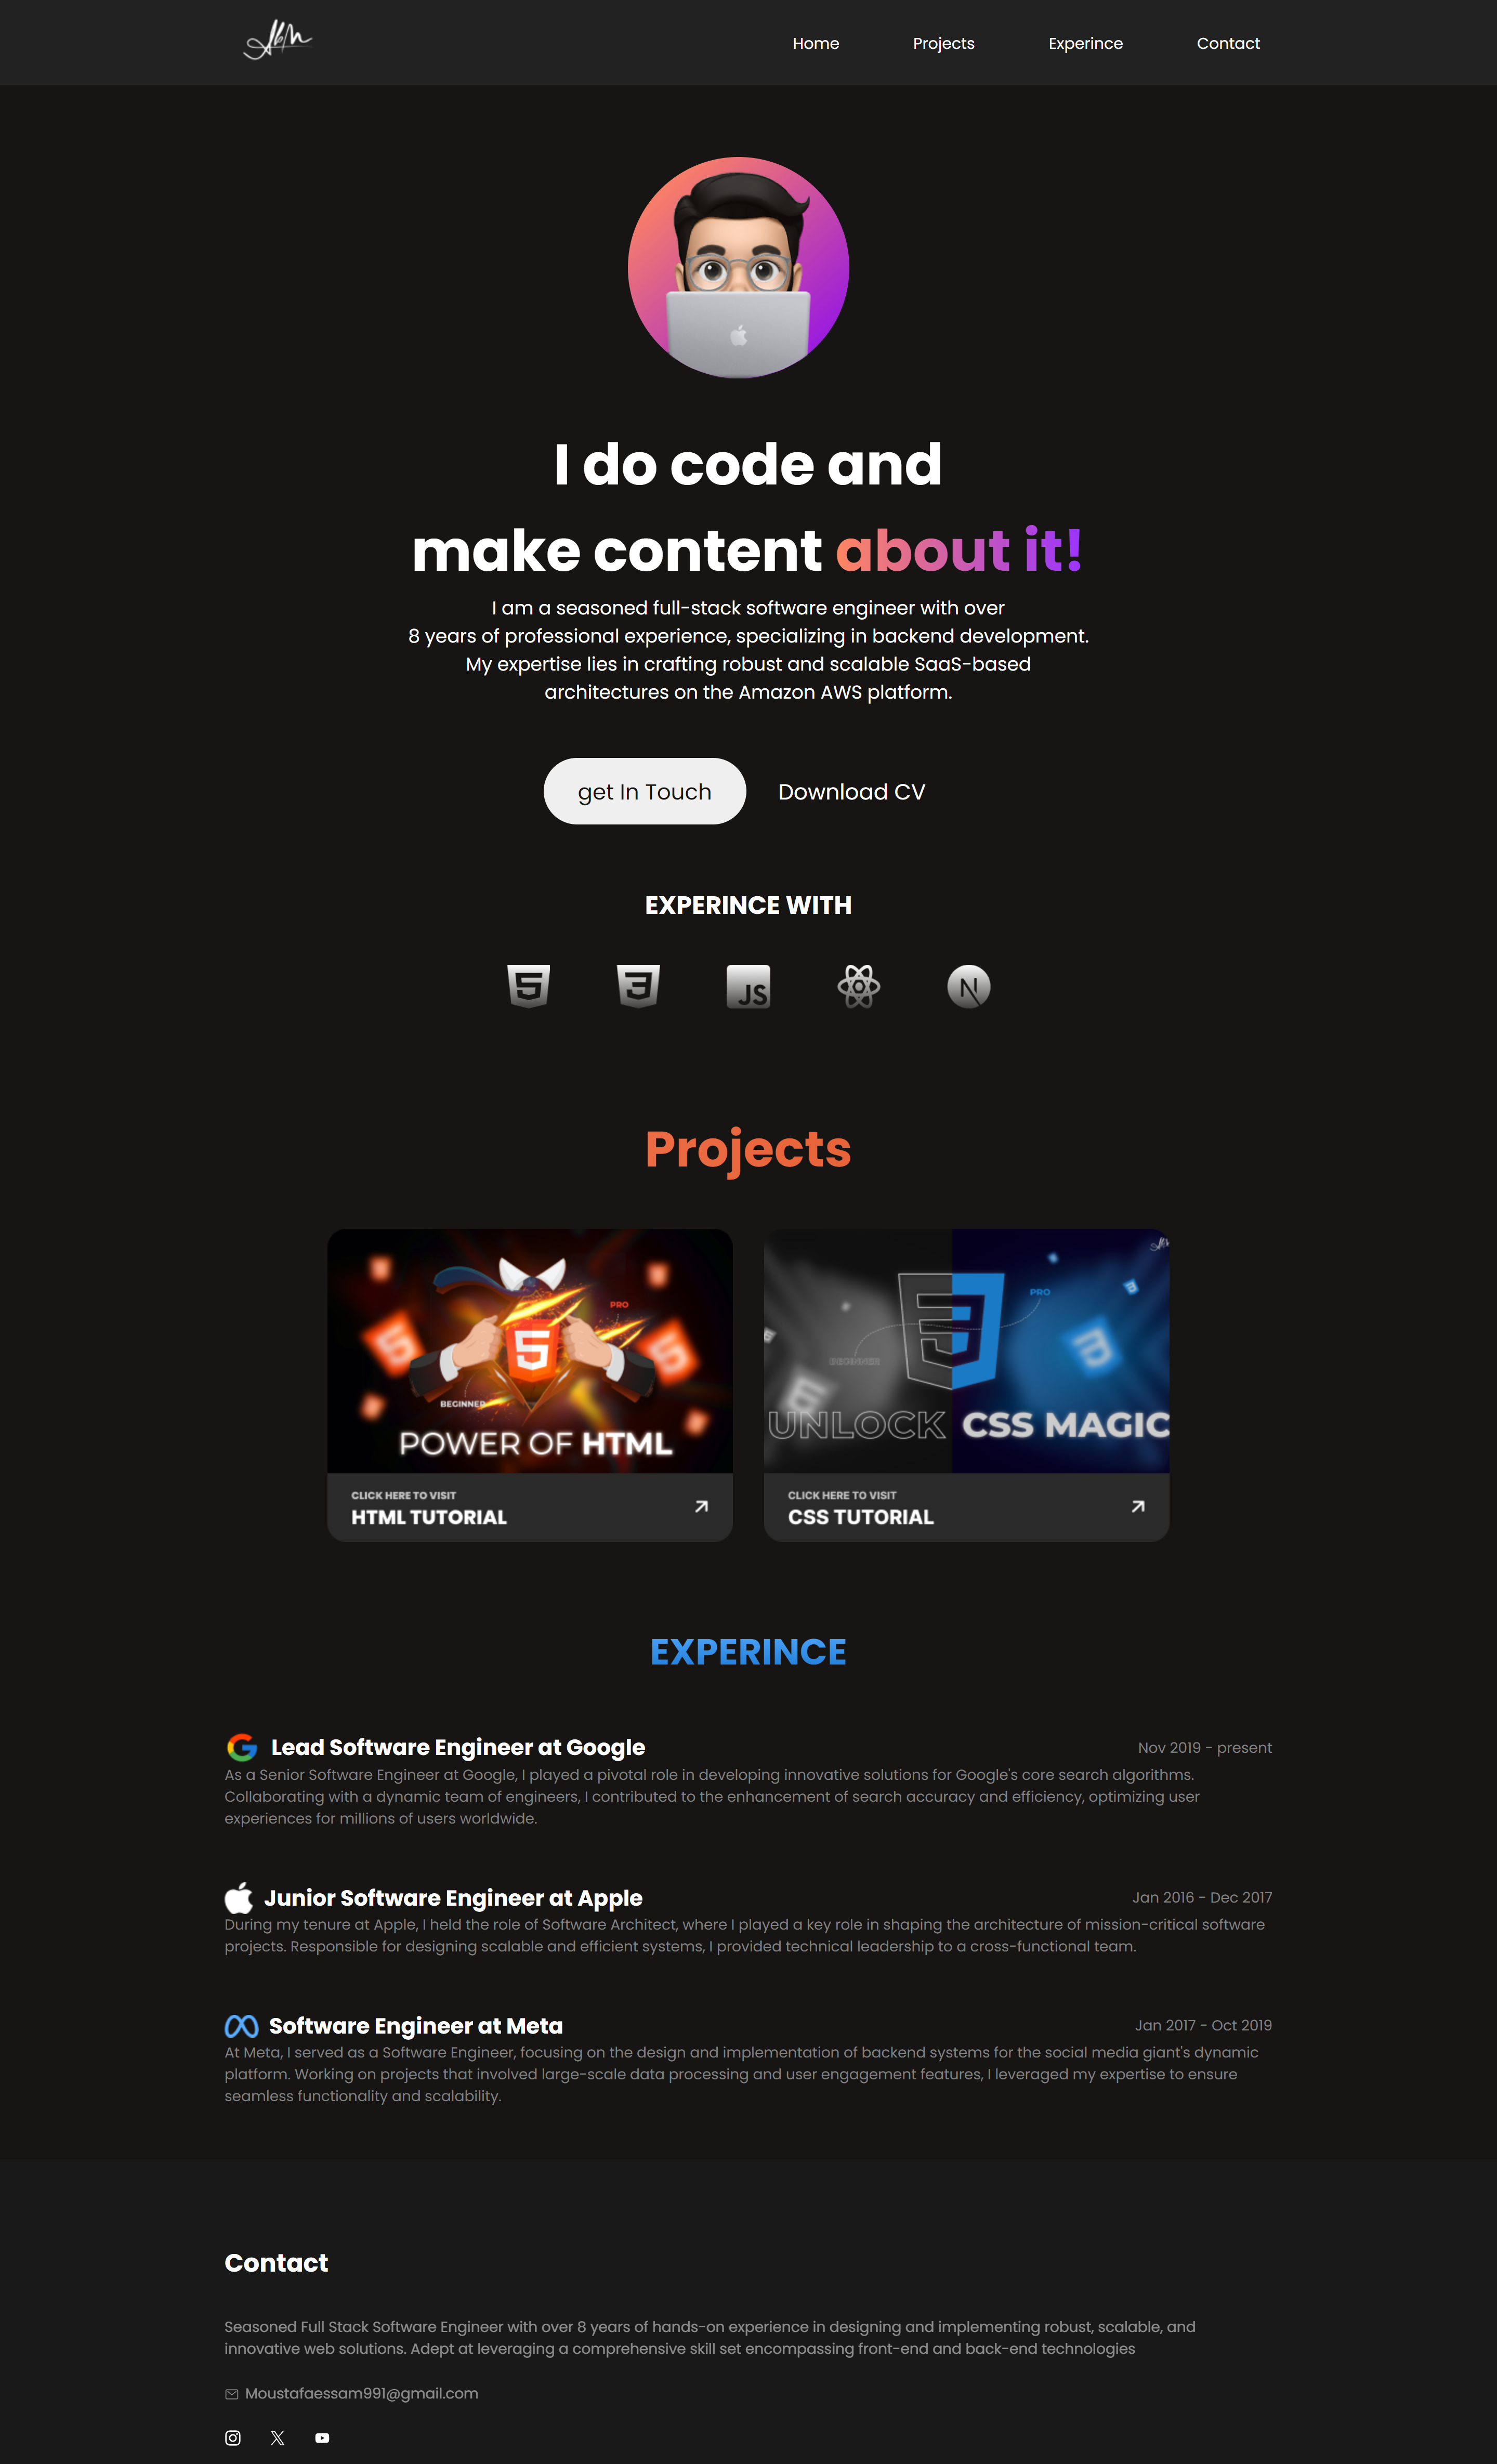 Home Projects Experince Contact
I do code and
make content about it!
I am a seasoned full-stack software engineer with over
8 years of professional experience, specializing in backend development.
My expertise lies in crafting robust and scalable SaaS-based
architectures on the Amazon AWS platform.
get In Touch Download CV
EXPERINCE WITH
JS
N
Projects
PRO
5
BEGINNER
POWER OF HTML
CLICK HERE TO VISIT
HTML TUTORIAL
PRO
BEGINNER
UNLOCK CSS MAGIC
CLICK HERE TO VISIT
CSS TUTORIAL
EXPERINCE
Lead Software Engineer at Google Nov 2019 - present
As a Senior Software Engineer at Google, I played a pivotal role in developing innovative solutions for Google's core search algorithms.
Collaborating with a dynamic team of engineers, I contributed to the enhancement of search accuracy and efficiency, optimizing user
experiences for millions of users worldwide.
Junior Software Engineer at Apple Jan 2016 - Dec 2017
During my tenure at Apple, I held the role of Software Architect, where I played a key role in shaping the architecture of mission-critical software
projects. Responsible for designing scalable and efficient systems, I provided technical leadership to a cross-functional team.
Software Engineer at Meta Jan 2017 - Oct 2019
At Meta, I served as a Software Engineer, focusing on the design and implementation of backend systems for the social media giant's dynamic
platform. Working on projects that involved large-scale data processing and user engagement features, I leveraged my expertise to ensure
seamless functionality and scalability.
Contact
Seasoned Full Stack Software Engineer with over 8 years of hands-on experience in designing and implementing robust, scalable, and
innovative web solutions. Adept at leveraging a comprehensive skill set encompassing front-end and back-end technologies
Moustafaessam991@gmail.com